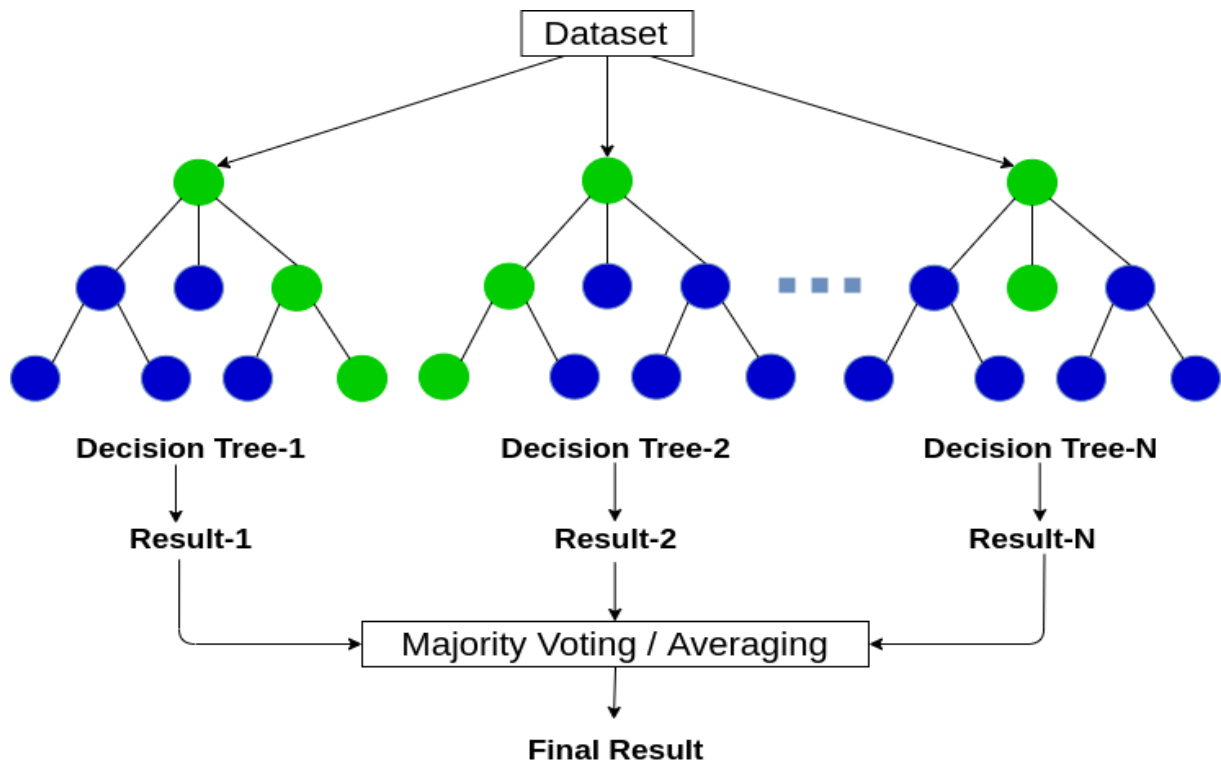 Dataset
Decision Tree-1
Decision Tree-2
Decision Tree-N
Result-1
Result-2
Result-N
Majority Voting / Averaging
Final Result